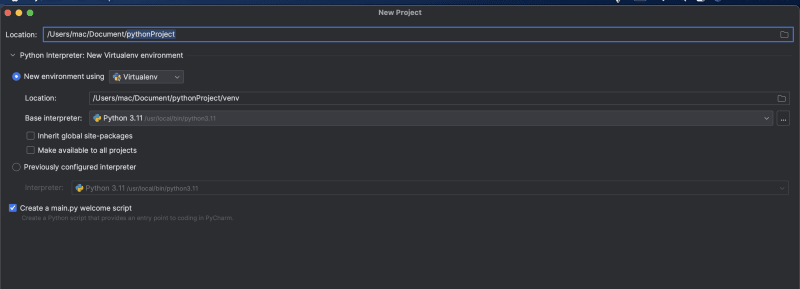 New Project
Location: /Users/mac/Document/pythonProject
Python Interpreter: New Virtualenv environment
New environment using Virtualenv
Location: /Users/mac/Document/pythonProject/venv
Base interpreter: Python 3.11 /usr/local/bin/python3.11 ...
Inherit global site-packages
Make available to all projects
Previously configured interpreter
Interpreter: Python 3.11 /usr/local/bin/python3.11
Create a main.py welcome script
Create a Python script that provides an entry point to coding in PyCharm.